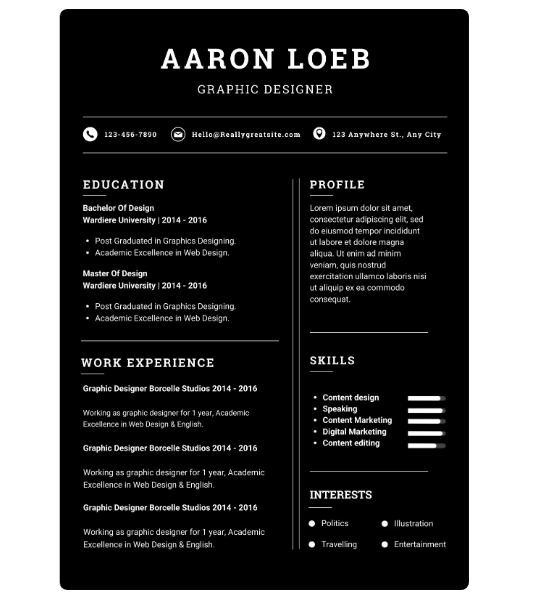 AARON LOEB
GRAPHIC DESIGNER
123-456-7890
Hello@Reallygreatsite.com
123 Anywhere St., Any City
EDUCATION
Bachelor Of Design
Wardiere University | 2014 - 2016
• Post Graduated in Graphics Designing.
• Academic Excellence in Web Design.
Master Of Design
Wardiere University | 2014 - 2016
• Post Graduated in Graphics Designing.
• Academic Excellence in Web Design.
WORK EXPERIENCE
Graphic Designer Borcelle Studios 2014 - 2016
Working as graphic designer for 1 year, Academic
Excellence in Web Design & English.
Graphic Designer Borcelle Studios 2014 - 2016
Working as graphic designer for 1 year, Academic
Excellence in Web Design & English.
Graphic Designer Borcelle Studios 2014 - 2016
Working as graphic designer for 1 year, Academic
Excellence in Web Design & English.
PROFILE
Lorem ipsum dolor sit amet,
consectetur adipiscing elit, sed
do eiusmod tempor incididunt
ut labore et dolore magna
aliqua. Ut enim ad minim
veniam, quis nostrud
exercitation ullamco laboris nisi
ut aliquip ex ea commodo
consequat.
SKILLS
• Content design
• Speaking
• Content Marketing
• Digital Marketing
• Content editing
INTERESTS
Politics
Illustration
Travelling
Entertainment